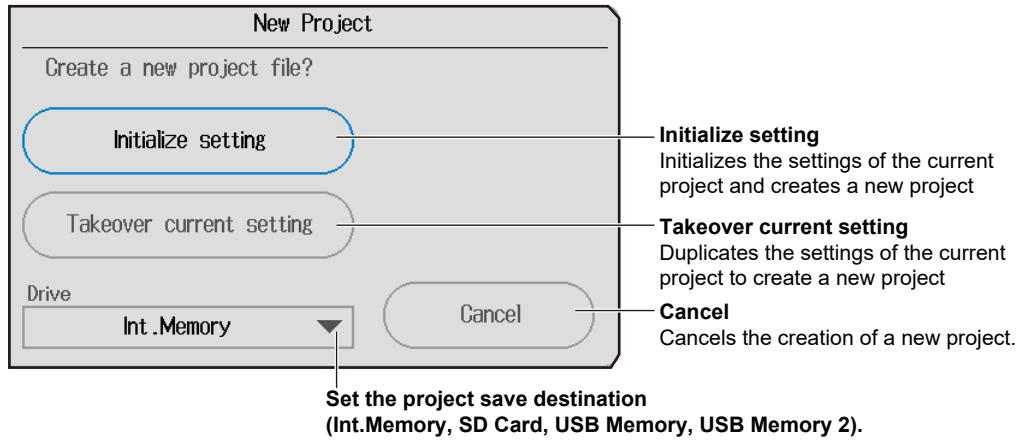 New Project
Create a new project file?
Initialize setting
Takeover current setting
Drive
Int.Memory
Cancel
Initialize setting
Initializes the settings of the current
project and creates a new project
Takeover current setting
Duplicates the settings of the current
project to create a new project
Cancel
Cancels the creation of a new project.
Set the project save destination
(Int.Memory, SD Card, USB Memory, USB Memory 2).